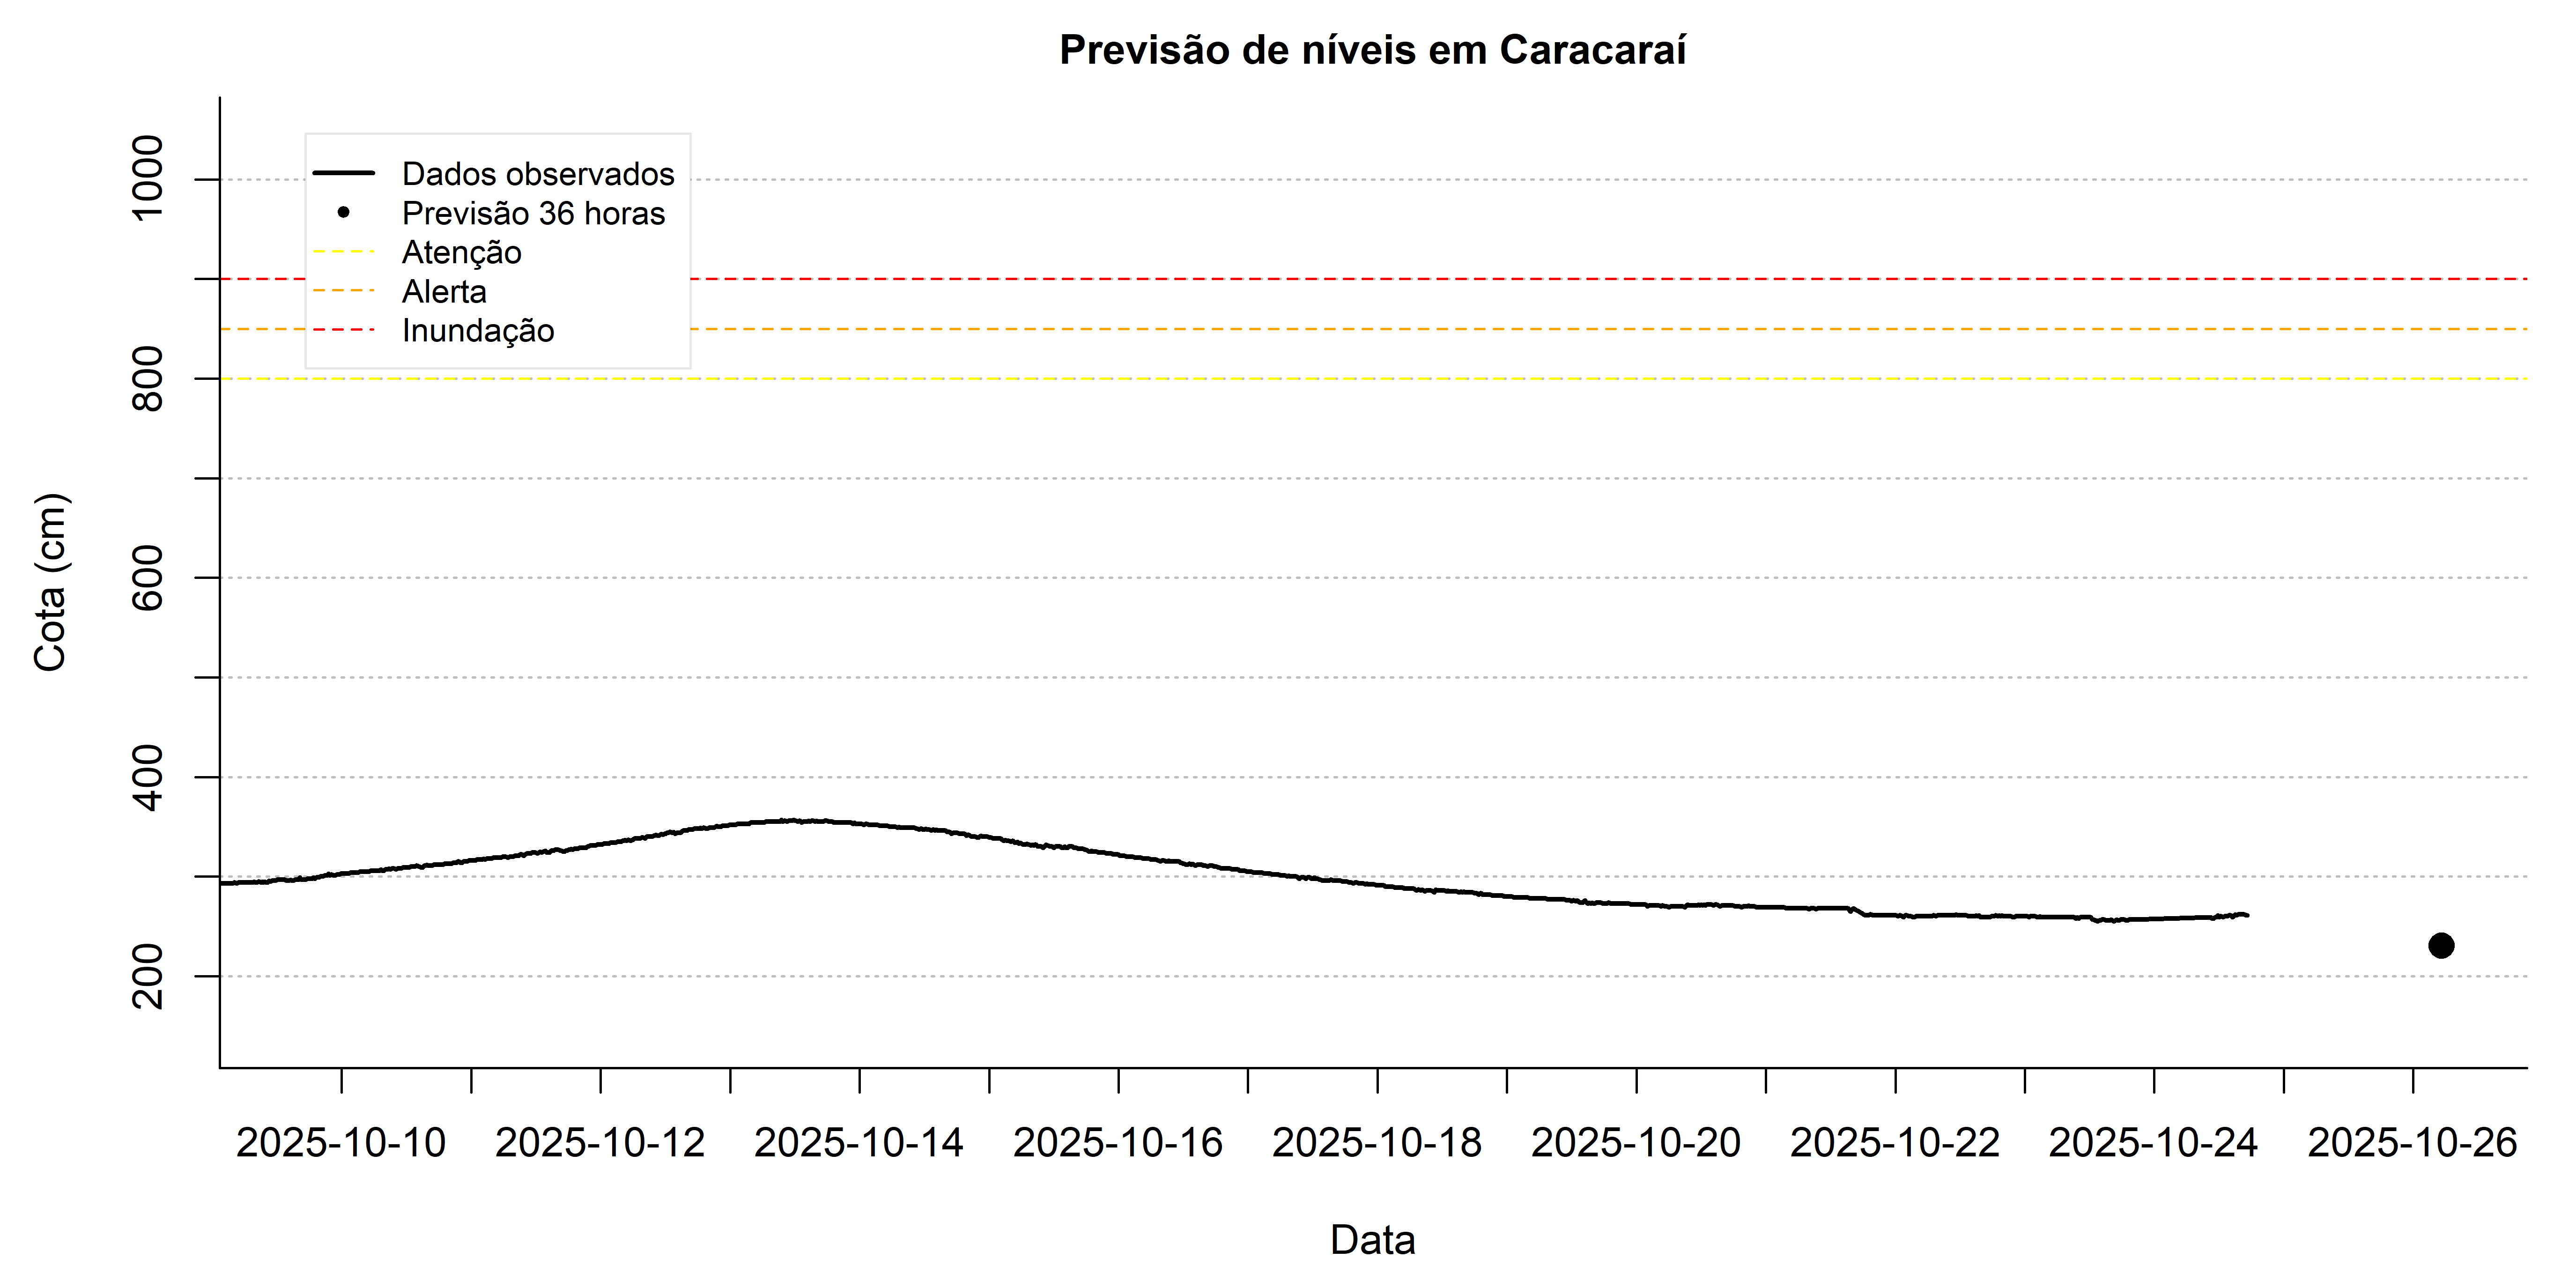 Previsão de níveis em Caracaraí
Dados observados
Previsão 36 horas
Atenção
Alerta
Inundação
Cota (cm)
1000
800
600
400
200
2025-10-10 2025-10-12 2025-10-14 2025-10-16 2025-10-18 2025-10-20 2025-10-22 2025-10-24 2025-10-26
Data